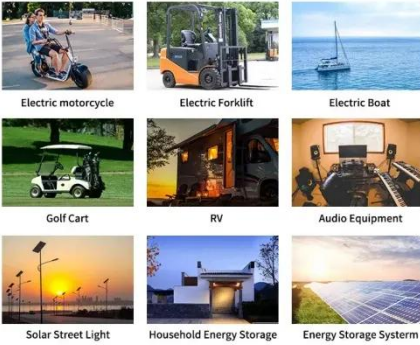 Electric motorcycle
Electric Forklift
Electric Boat
Golf Cart
RV
Audio Equipment
Solar Street Light
Household Energy Storage
Energy Storage Systerm